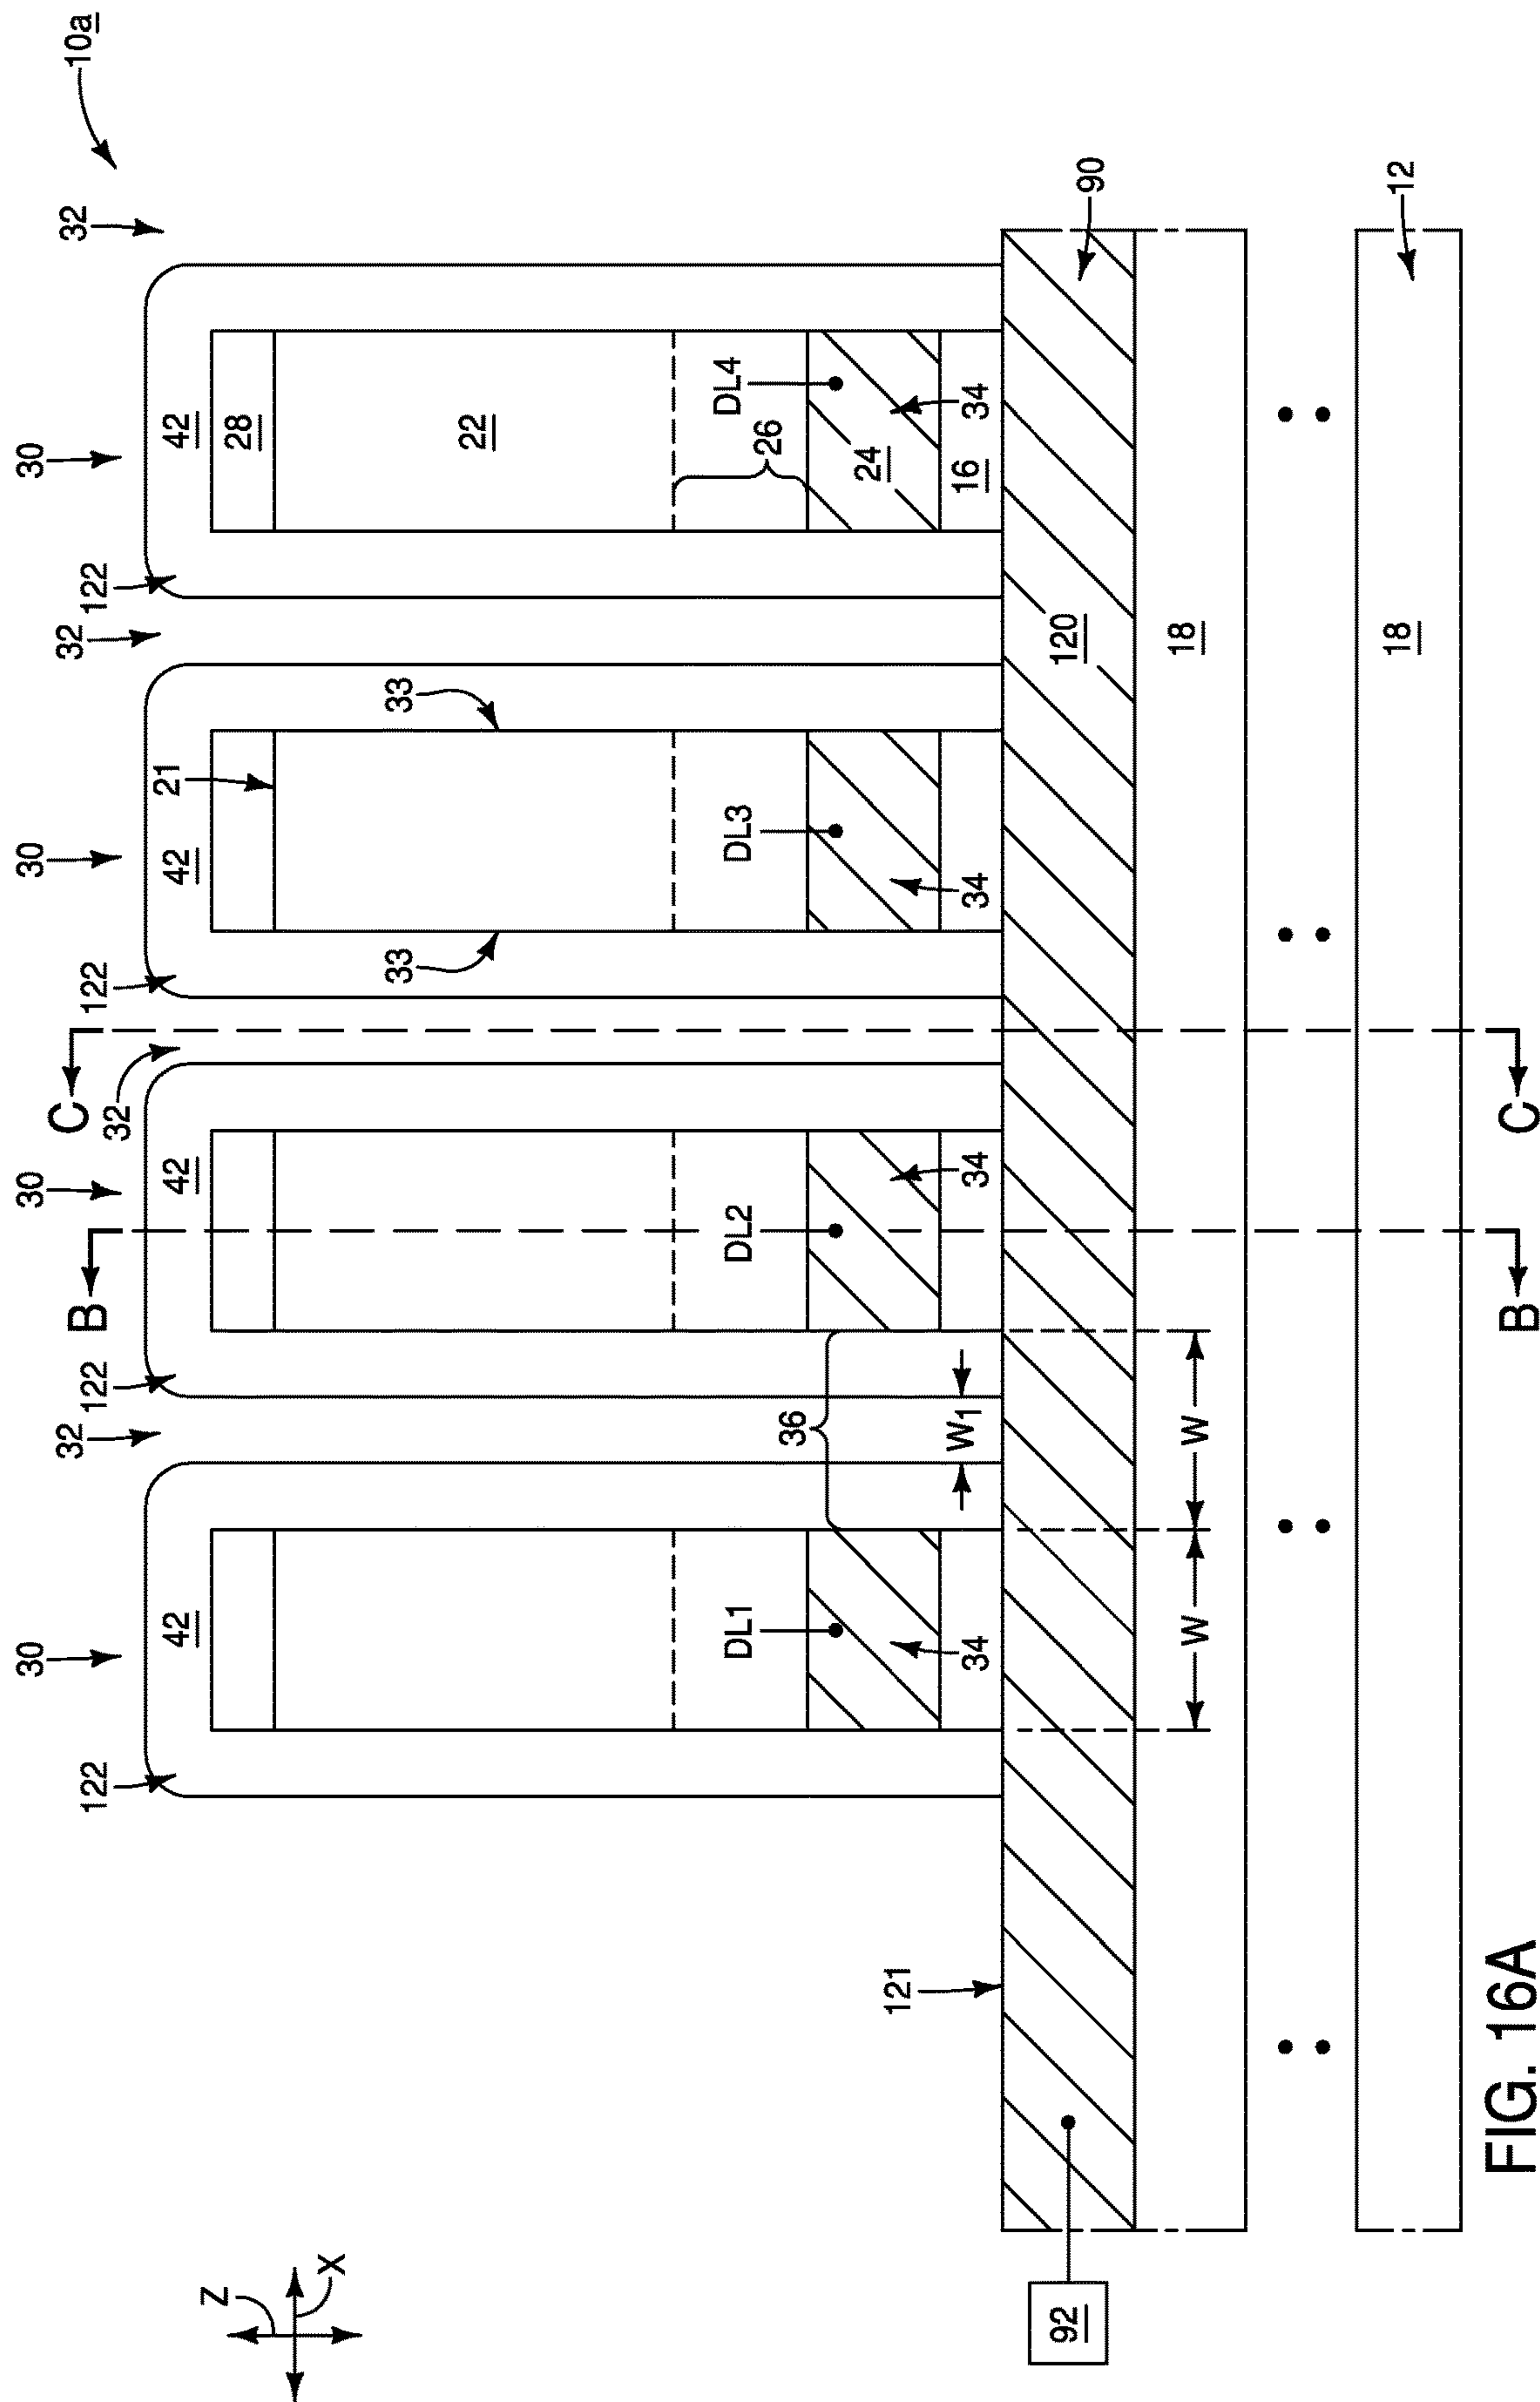 30 30 30 30
10a
32 C 32 32
122 B 122 32 122 122
42 42 42 42
21 28
Z
X
33 33 22
DL1 DL2 DL3 DL4
26
36
24
121 34 W1 34 34 34 16
92 120 90
W W 18
18 12
B C
FIG. 16A